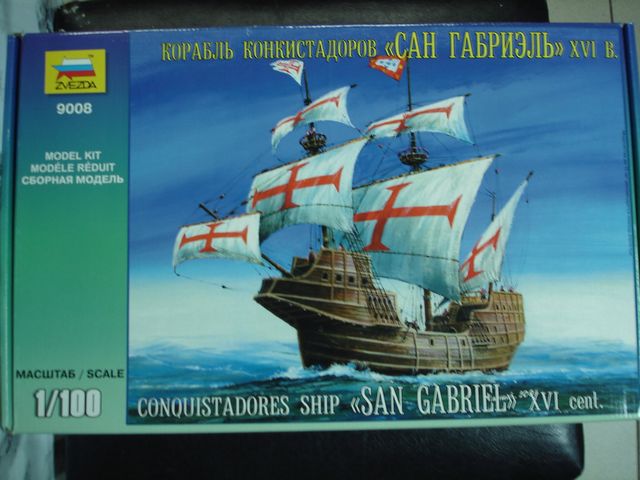 КОРАБЛЬ КОНКИСТАДОРОВ «САН ГАБРИЭЛЬ» XVI В.
ZVEZDA
9008
MODEL KIT
MODÈLE RÉDUIT
СБОРНАЯ МОДЕЛЬ
МАСШТАБ / SCALE
1/100
CONQUISTADORES SHIP «SAN GABRIEL» XVI cent.